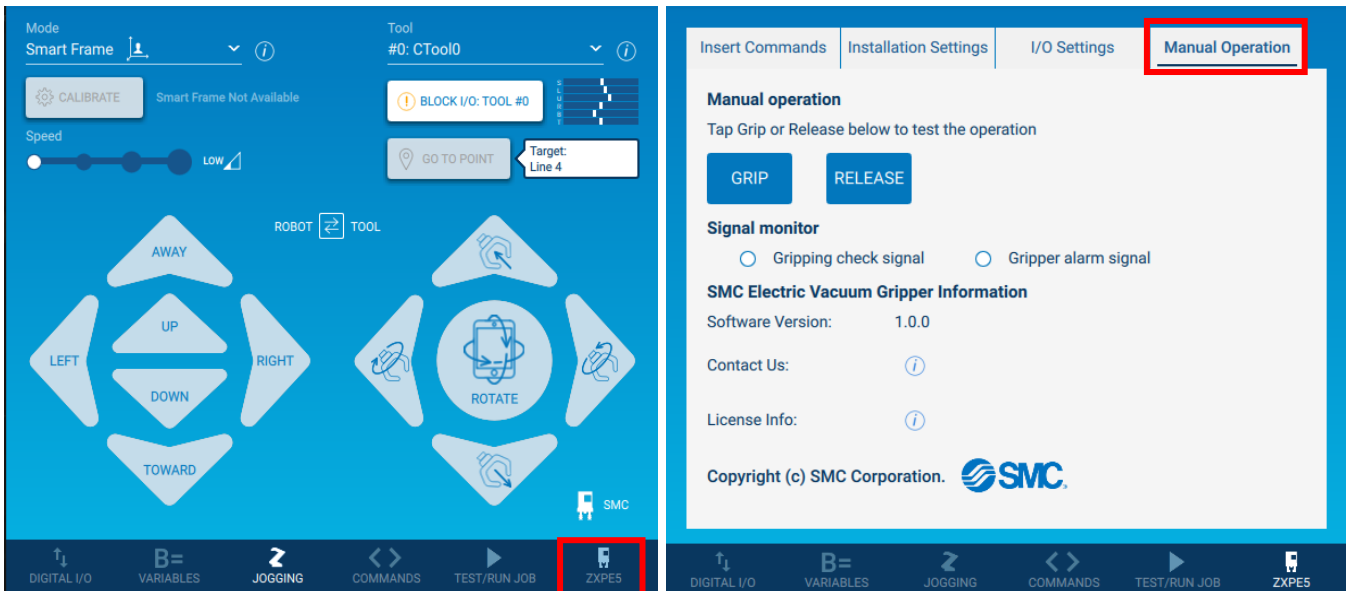 Mode
Smart Frame
Tool
#0: CTool0
CALIBRATE
Smart Frame Not Available
BLOCK I/O: TOOL #0
S
L
U
R
B
T
Speed
LOW
GO TO POINT
Target:
Line 4
ROBOT TOOL
AWAY
UP
LEFT
RIGHT
DOWN
TOWARD
ROTATE
SMC
DIGITAL I/O
B=
VARIABLES
JOGGING
COMMANDS
TEST/RUN JOB
ZXPE5
Insert Commands
Installation Settings
I/O Settings
Manual Operation
Manual operation
Tap Grip or Release below to test the operation
GRIP
RELEASE
Signal monitor
Gripping check signal
Gripper alarm signal
SMC Electric Vacuum Gripper Information
Software Version: 1.0.0
Contact Us:
License Info:
Copyright (c) SMC Corporation.
SMC
DIGITAL I/O
B=
VARIABLES
JOGGING
COMMANDS
TEST/RUN JOB
ZXPE5